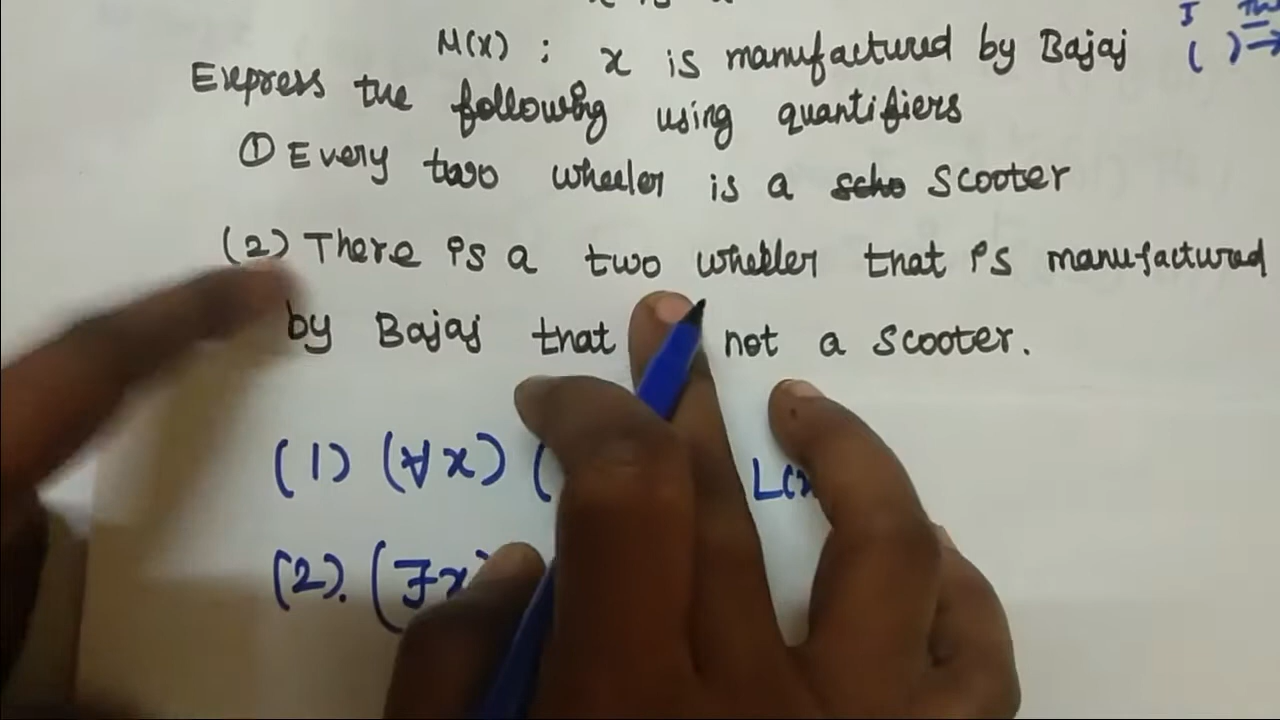 M(x) : x is manufactured by Bajaj
Express the following using quantifiers
① Every two wheeler is a scooter
(2) There is a two wheeler that is manufactured
by Bajaj that not a scooter.
(1) (∀x) ( L(x
(2). (∃x)